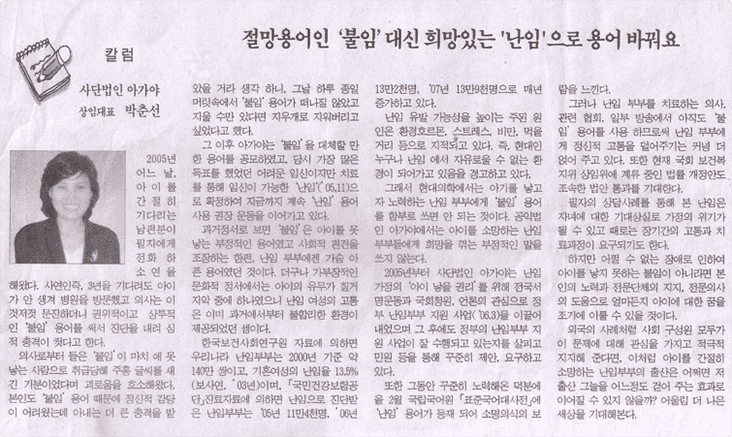 절망용어인 '불임' 대신 희망있는 '난임'으로 용어 바꿔요
칼 럼
사단법인 아가야
상임대표 박춘선
2005년
어느 날,
아 이 를
간 절 히
기다리는
남편분이
필자에게
전 화 하
소 연 을
해왔다. 사연인즉, 3년을 기다려도 아이
가 안 생겨 병원을 방문했고 의사는 이
것저것 문진하더니 권위적이고 상투적
인 '불임' 용어를 써서 진단을 내려 심
적 충격이 컷다고 한다.
의사로부터 들은 '불임'이 마치 애 못
낳는 사람으로 취급당해 주홍 글씨를 새
긴 기분이었다며 괴로움을 호소해왔다.
본인도 '불임' 용어 때문에 정신적 감당
이 어려웠는데 아내는 더 큰 충격을 받
았을 거라 생각 하니, 그날 하루 종일
머릿속에서 '불임' 용어가 떠나질 않았고
지울 수만 있다면 지우개로 지워버리고
싶었다고 했다.
그 이후 아가야는 '불임'을 대체할 만
한 용어를 공모하였고, 당시 가장 많은
득표를 했었던 어려운 임신이지만 치료
를 통해 임신이 가능한 '난임'('05,11)으
로 확정하여 지금까지 계속 '난임' 용어
사용 권장 운동을 이어가고 있다.
과거정서로 보면 '불임'은 아이를 못
낳는 부정적인 용어였고 사회적 편견을
조장하는 한편, 난임 부부에겐 가슴 아
픈 용어였던 것이다. 더구나 가부장적인
문화적 정서에서는 아이의 유무가 칠거
지악 중에 하나였으니 난임 여성의 고통
은 이미 과거에서부터 불합리한 환경이
제공되었던 셈이다.
한국보건사회연구원 자료에 의하면
우리나라 난임부부는 2000년 기준 약
140만 쌍이고, 기혼여성의 난임율 13.5%
(보사연, '03년)이며, 「국민건강보험공
단」진료자료에 의하면 난임으로 진단받
은 난임부부는 '05년 11만4천명, '06년
13만2천명, '07년 13만9천명으로 매년
증가하고 있다.
난임 유발 가능성을 높이는 주된 원
인은 환경호르몬, 스트레스, 비만, 먹을
거리 등으로 지적되고 있다. 즉, 현대인
누구나 난임 에서 자유로울 수 없는 환
경이 되어가고 있음을 경고하고 있다.
그래서 현대의학에서는 아기를 낳고
자 노력하는 난임 부부에게 '불임' 용어
를 함부로 쓰면 안 되는 것이다. 공익법
인 아가야에서는 아이를 소망하는 난임
부부들에게 희망을 꺾는 부정적인 말을
쓰지 않는다.
2005년부터 사단법인 아가야는 난임
가정의 '아이 낳을 권리'를 위해 전국서
명운동과 국회청원, 언론의 관심으로 정
부 난임부부 지원 사업('06.3)을 이끌어
내었으며 그 후에도 정부의 난임부부 지
원 사업이 잘 수행되고 있는지를 살피고
민원 등을 통해 꾸준히 제안, 요구하고
있다.
또한 그동안 꾸준히 노력해온 덕분에
올 2월 국립국어원 「표준국어대사전」에
'난임' 용어가 등재 되어 소명의식의 보
람을 느낀다.
그러나 난임 부부를 치료하는 의사,
관련 협회, 일부 방송에서 아직도 '불
임' 용어를 사용 하므로써 난임 부부에
게 정신적 고통을 덜어주기는 커녕 더
얹어 주고 있다. 또한 현재 국회 보건복
지위 상임위에 계류 중인 법률 개정안도
조속한 법안 통과를 기대한다.
필자의 상담사례를 통해 본 난임은
자녀에 대한 기대상실로 가정의 위기가
될 수 있고 때로는 장기간의 고통과 치
료과정이 요구되기도 한다.
하지만 어쩔 수 없는 장애로 인하여
아이를 낳지 못하는 불임이 아니라면 본
인의 노력과 전문단체의 지지, 전문의사
의 도움으로 얼마든지 아이에 대한 꿈을
조기에 이룰 수 있을 것이다.
외국의 사례처럼 사회 구성원 모두가
이 문제에 대해 관심을 가지고 적극적
지지해 준다면, 이처럼 아이를 간절히
소망하는 난임부부의 출산은 어쩌면 저
출산 그늘을 어느정도 걷어 주는 효과로
이어질 수 있지 않을까? 어울림 더 나은
세상을 기대해본다.